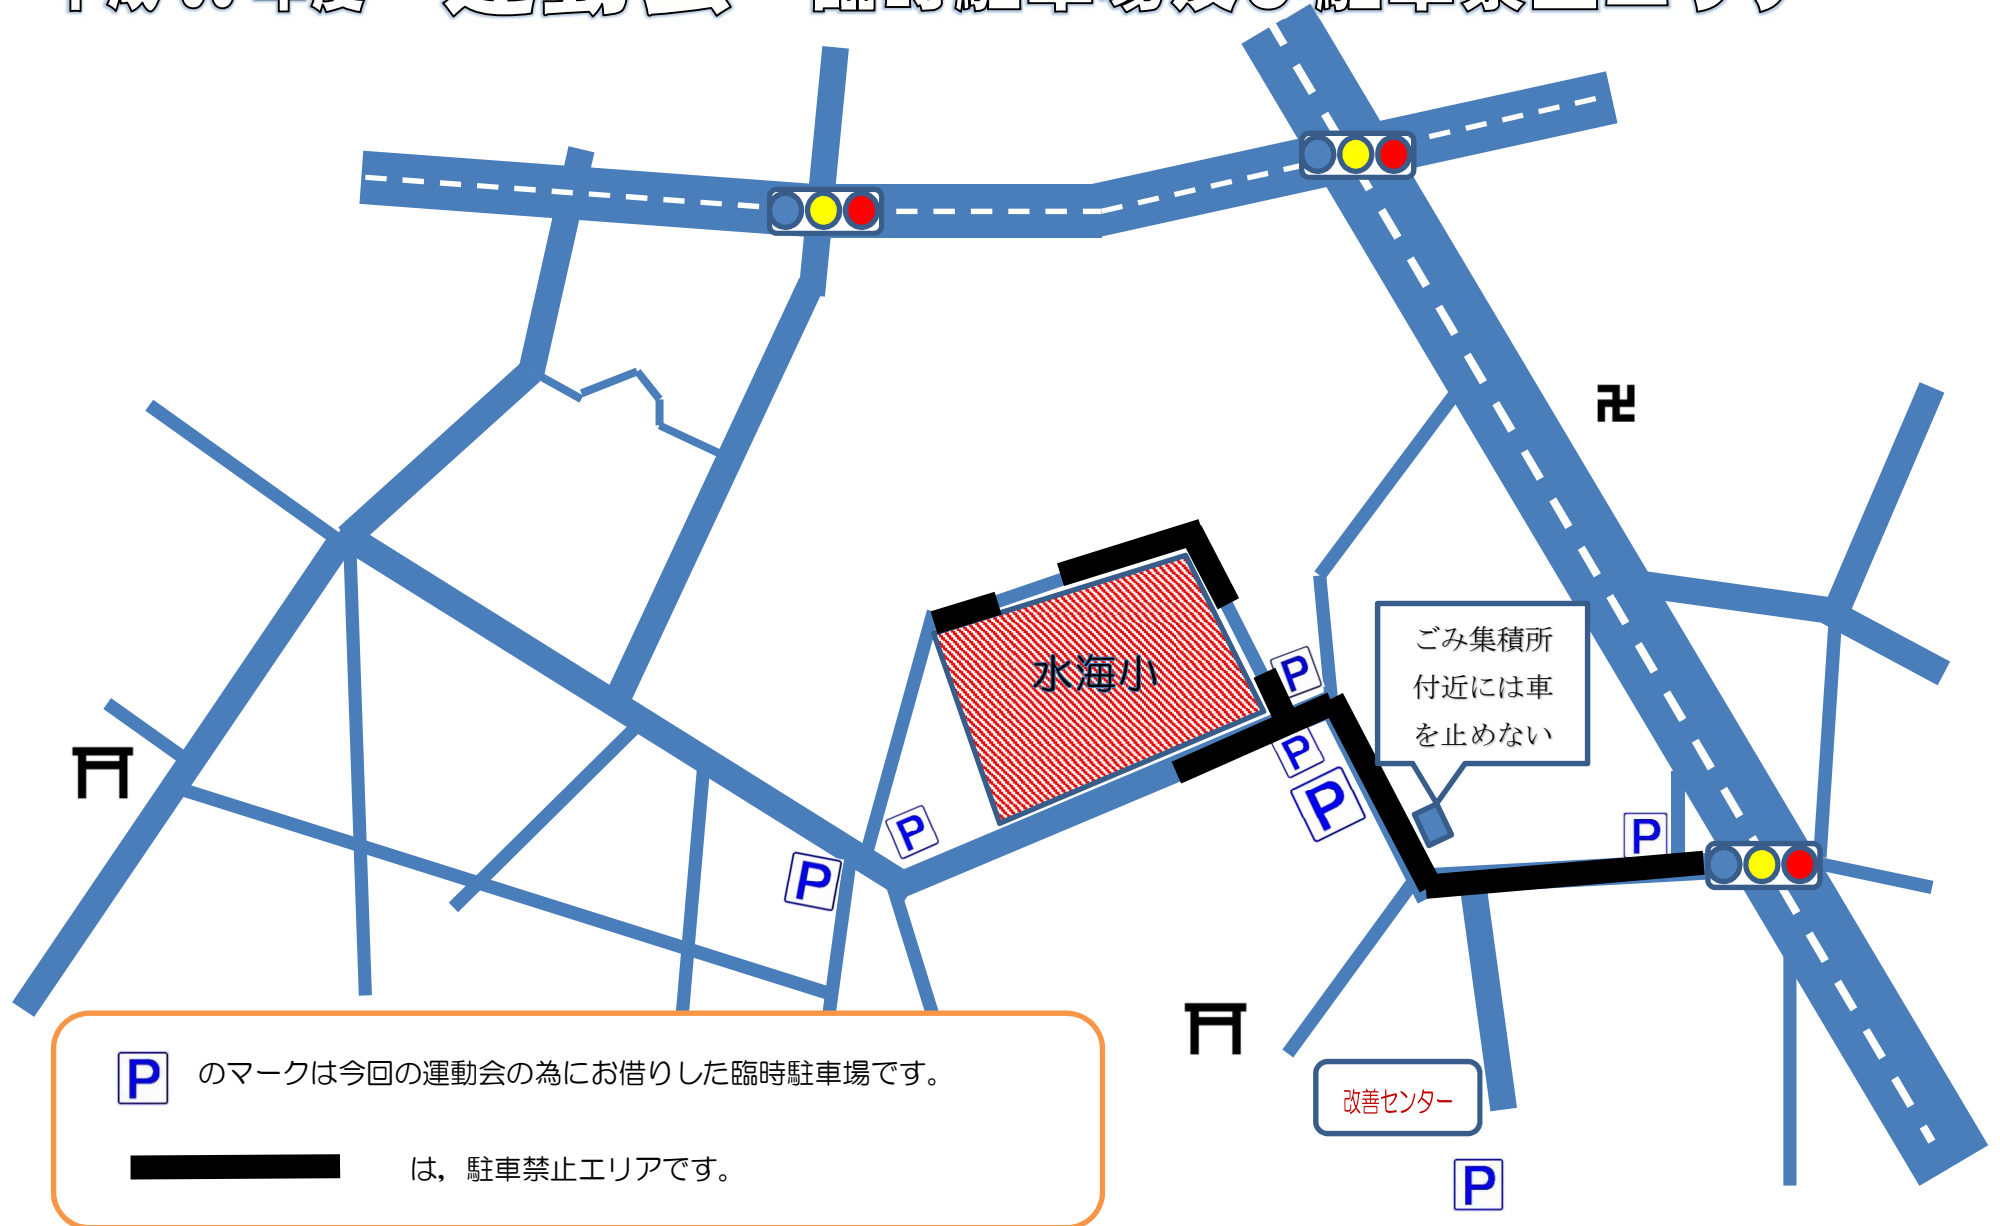 水海小
ごみ集積所
付近には車
を止めない
P
P
P
P
P
P
改善センター
P
P のマークは今回の運動会の為にお借りした臨時駐車場です。
は，駐車禁止エリアです。